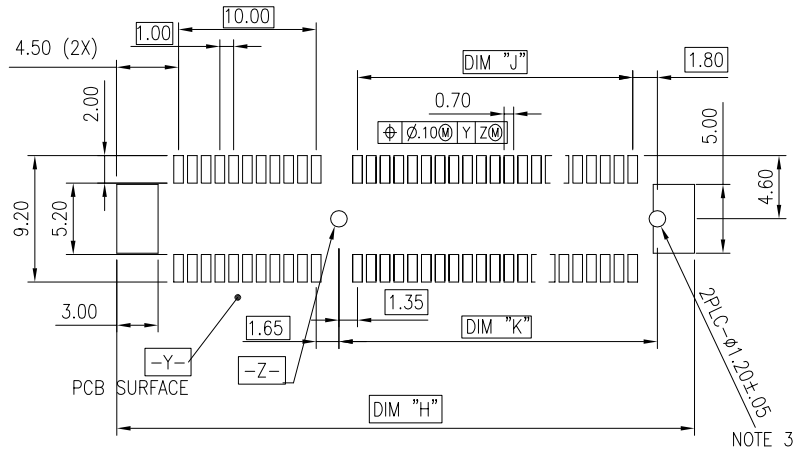 10.00
1.00
4.50 (2X)
DIM "J"
1.80
2.00
0.70
5.00
⌖ Ø.10Ⓜ Y ZⓂ
9.20
5.20
4.60
3.00
1.65
1.35
DIM "K"
2PLC-ø1.20±.05
-Y-
-Z-
PCB SURFACE
DIM "H"
NOTE 3